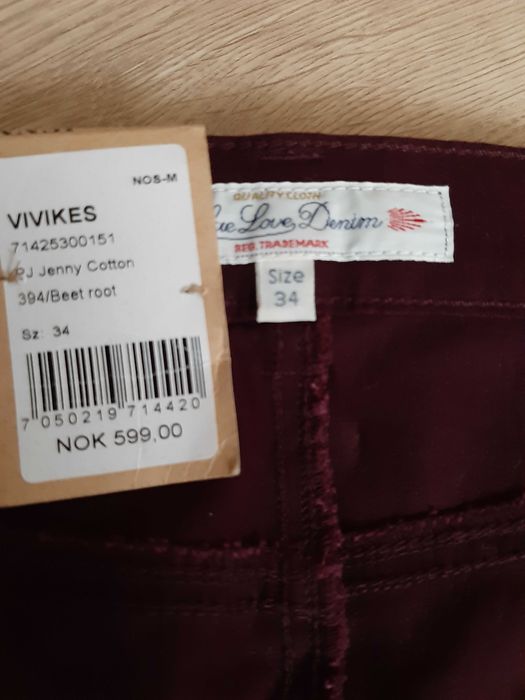 NOS-M
VIVIKES
71425300151
PJ Jenny Cotton
394/Beet root
Sz: 34
7 050219 714420
NOK 599,00
QUALITY CLOTH
ue Love Denim
REG. TRADEMARK
Size
34